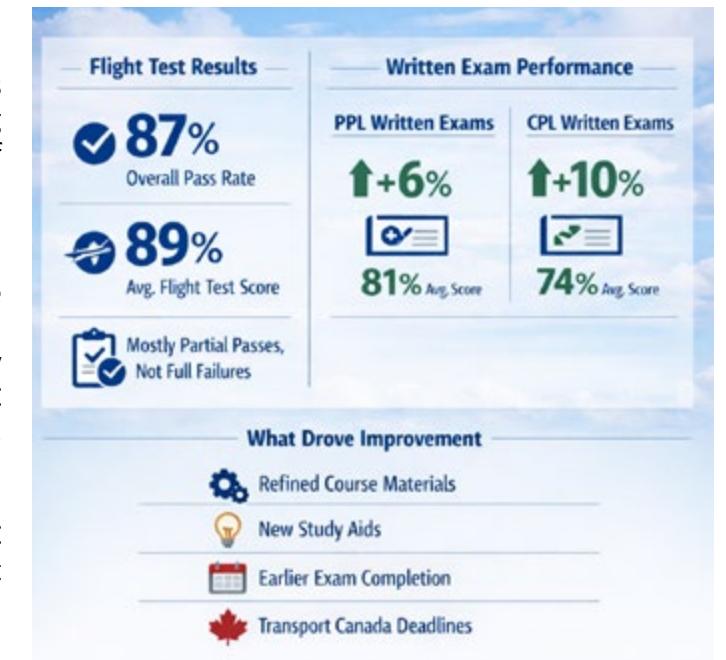 Flight Test Results
87%
Overall Pass Rate
89%
Avg. Flight Test Score
Mostly Partial Passes,
Not Full Failures
Written Exam Performance
PPL Written Exams
+6%
81% Avg. Score
CPL Written Exams
+10%
74% Avg. Score
What Drove Improvement
Refined Course Materials
New Study Aids
Earlier Exam Completion
Transport Canada Deadlines